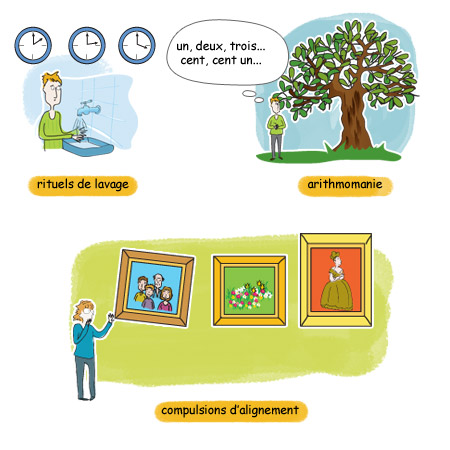 un, deux, trois...
cent, cent un...
rituels de lavage
arithmomanie
compulsions d'alignement